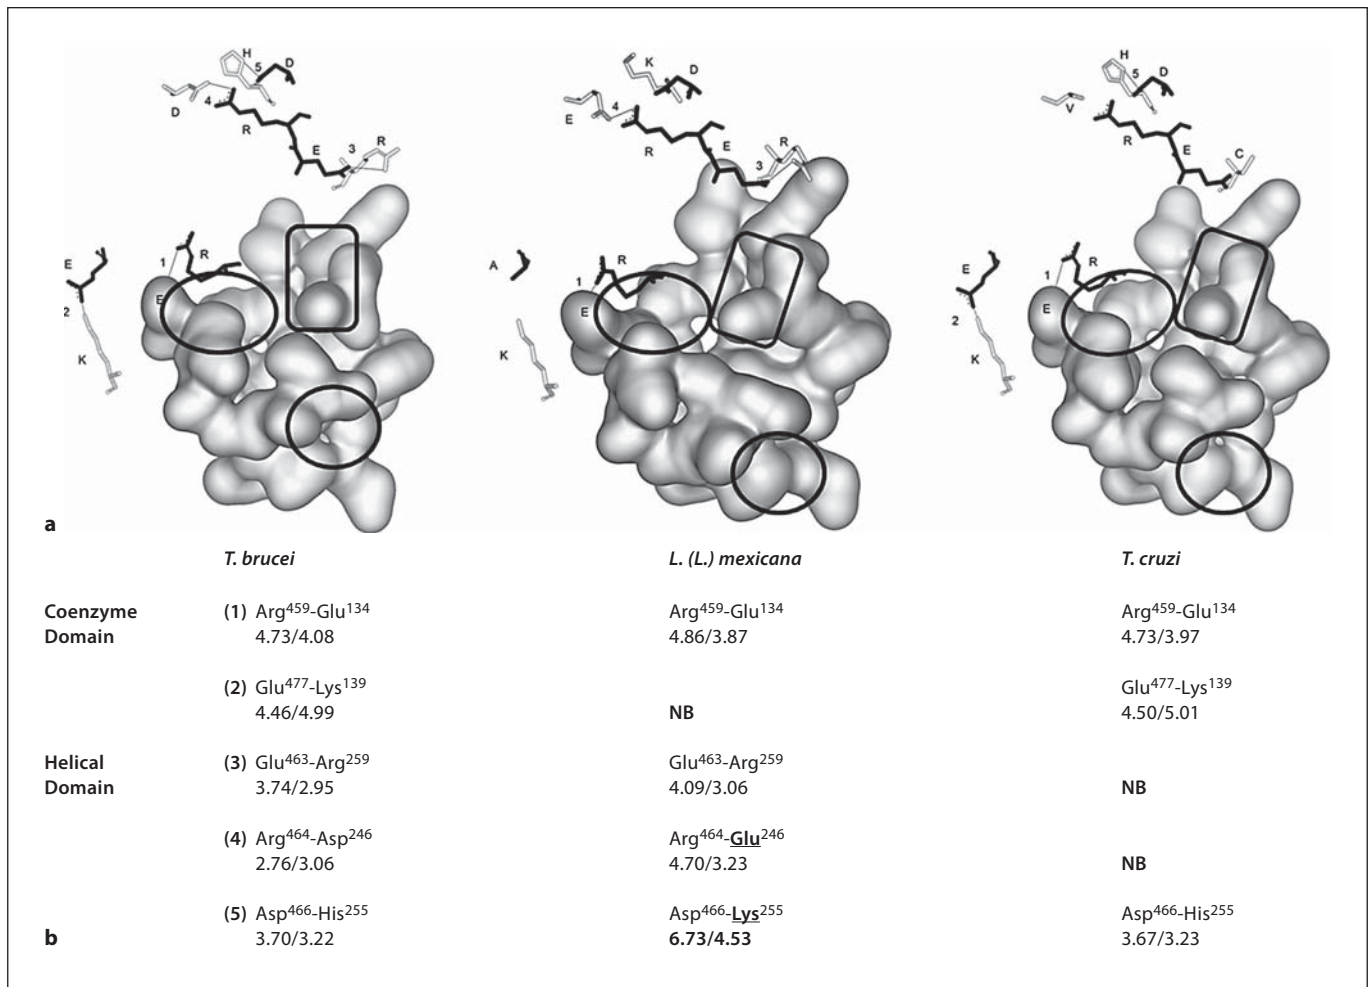 H
5 D
D 4
R
E 3 R
K D
E 4
R
E
3 R
H
5 D
V
R
E C
E
1 R
E
2
K
A
1 R
E
K
E
1 R
E
2
K
a
T. brucei L. (L.) mexicana T. cruzi
Coenzyme (1) Arg459-Glu134 Arg459-Glu134 Arg459-Glu134
Domain 4.73/4.08 4.86/3.87 4.73/3.97
(2) Glu477-Lys139 Glu477-Lys139
4.46/4.99 NB 4.50/5.01
Helical (3) Glu463-Arg259 Glu463-Arg259
Domain 3.74/2.95 4.09/3.06 NB
(4) Arg464-Asp246 Arg464-Glu246
2.76/3.06 4.70/3.23 NB
(5) Asp466-His255 Asp466-Lys255 Asp466-His255
b 3.70/3.22 6.73/4.53 3.67/3.23